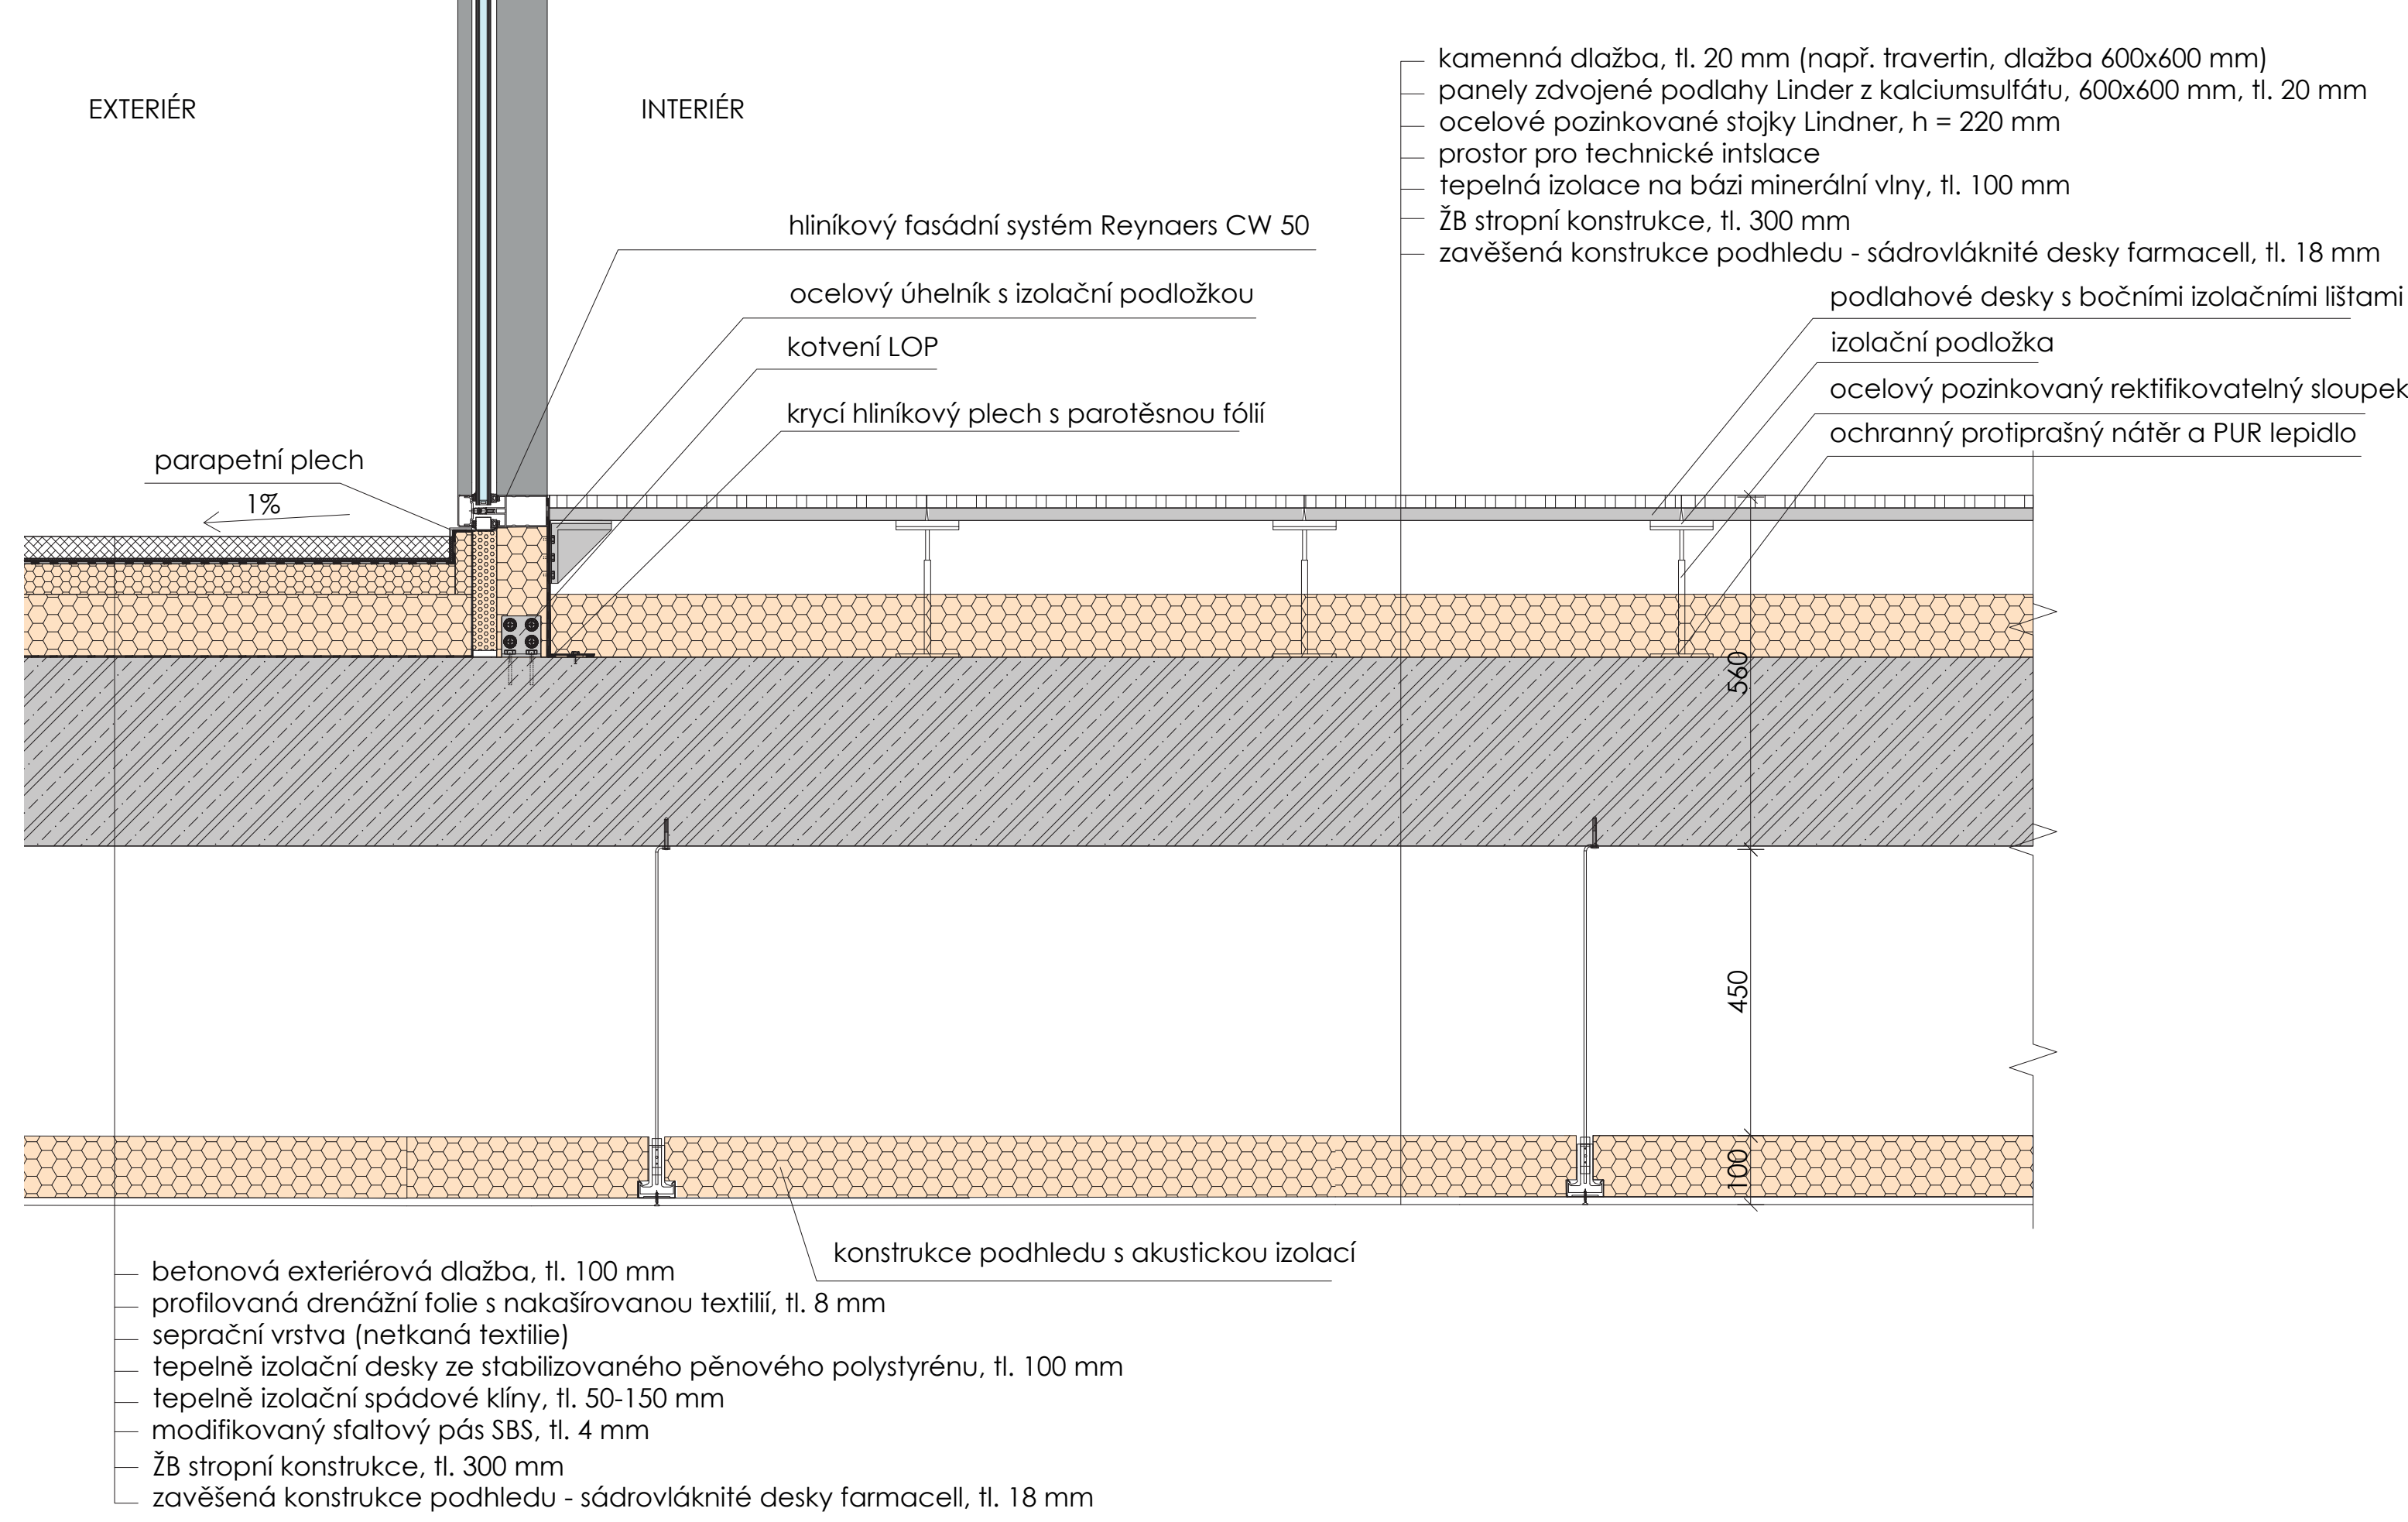 kamenná dlažba, tl. 20 mm (např. travertin, dlažba 600x600 mm)
panely zdvojené podlahy Linder z kalciumsulfátu, 600x600 mm, tl. 20 mm
ocelové pozinkované stojky Lindner, h = 220 mm
prostor pro technické intslace
tepelná izolace na bázi minerální vlny, tl. 100 mm
ŽB stropní konstrukce, tl. 300 mm
zavěšená konstrukce podhledu - sádrovláknité desky farmacell, tl. 18 mm
EXTERIÉR
INTERIÉR
hliníkový fasádní systém Reynaers CW 50
ocelový úhelník s izolační podložkou
kotvení LOP
krycí hliníkový plech s parotěsnou fólií
podlahové desky s bočními izolačními lištami
izolační podložka
ocelový pozinkovaný rektifikovatelný sloupek
ochranný protiprašný nátěr a PUR lepidlo
parapetní plech
1%
560
450
100
konstrukce podhledu s akustickou izolací
betonová exteriérová dlažba, tl. 100 mm
profilovaná drenážní folie s nakašírovanou textilií, tl. 8 mm
seprační vrstva (netkaná textilie)
tepelně izolační desky ze stabilizovaného pěnového polystyrénu, tl. 100 mm
tepelně izolační spádové klíny, tl. 50-150 mm
modifikovaný sfaltový pás SBS, tl. 4 mm
ŽB stropní konstrukce, tl. 300 mm
zavěšená konstrukce podhledu - sádrovláknité desky farmacell, tl. 18 mm